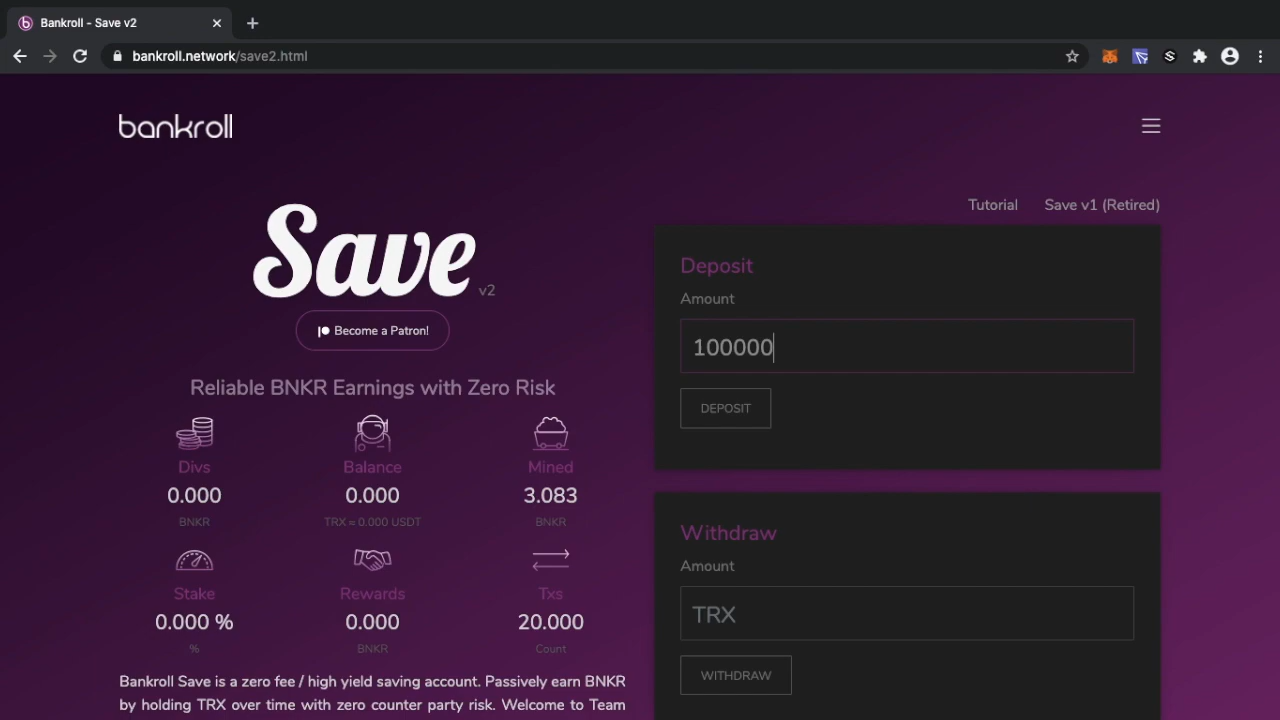 Bankroll - Save v2
bankroll.network/save2.html
bankroll
Tutorial Save v1 (Retired)
Save v2
Become a Patron!
Reliable BNKR Earnings with Zero Risk
Divs Balance Mined
0.000 0.000 3.083
BNKR TRX ≈ 0.000 USDT BNKR
Stake Rewards Txs
0.000 % 0.000 20.000
% BNKR Count
Bankroll Save is a zero fee / high yield saving account. Passively earn BNKR
by holding TRX over time with zero counter party risk. Welcome to Team
Deposit
Amount
100000
DEPOSIT
Withdraw
Amount
TRX
WITHDRAW